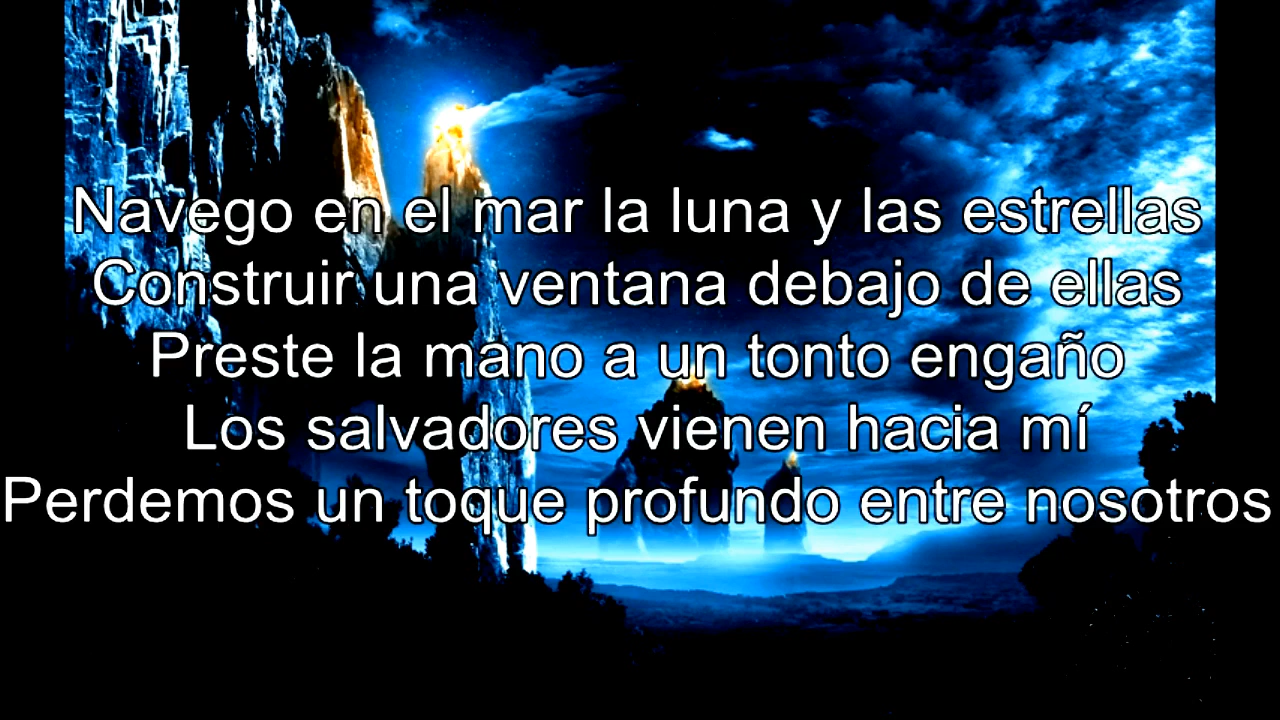 Navego en el mar la luna y las estrellas
Construir una ventana debajo de ellas
Preste la mano a un tonto engaño
Los salvadores vienen hacia mí
Perdemos un toque profundo entre nosotros